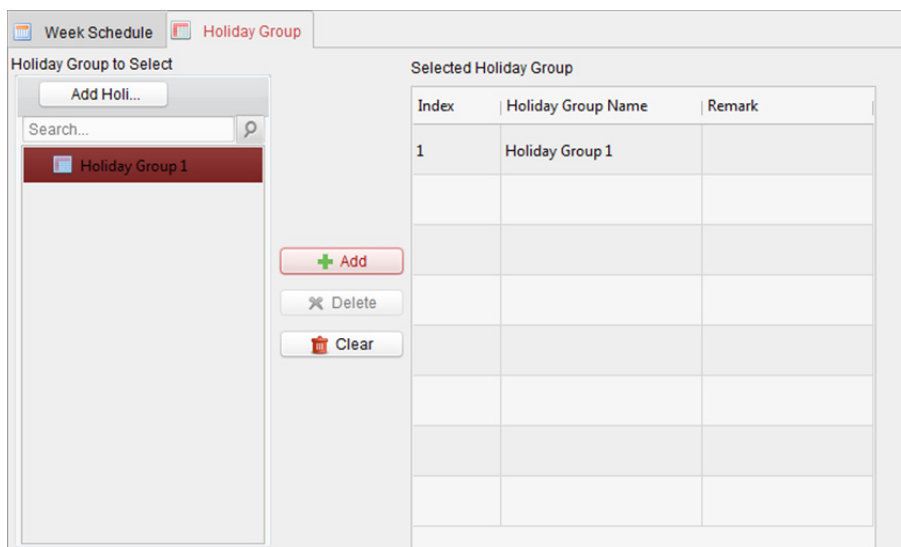 Week Schedule
Holiday Group
Holiday Group to Select
Add Holi...
Search...
Holiday Group 1
Add
Delete
Clear
Selected Holiday Group
Index Holiday Group Name Remark
1 Holiday Group 1